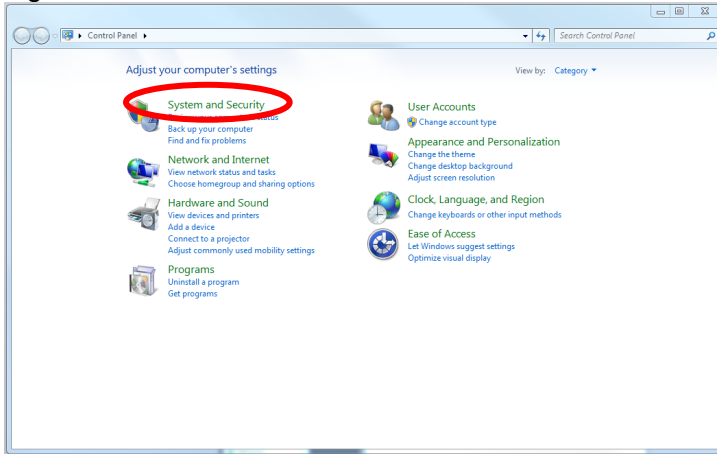 Control Panel
Search Control Panel
Adjust your computer's settings
View by: Category
System and Security
Back up your computer
Find and fix problems
Network and Internet
View network status and tasks
Choose homegroup and sharing options
Hardware and Sound
View devices and printers
Add a device
Connect to a projector
Adjust commonly used mobility settings
Programs
Uninstall a program
Get programs
User Accounts
Change account type
Appearance and Personalization
Change the theme
Change desktop background
Adjust screen resolution
Clock, Language, and Region
Change keyboards or other input methods
Ease of Access
Let Windows suggest settings
Optimize visual display